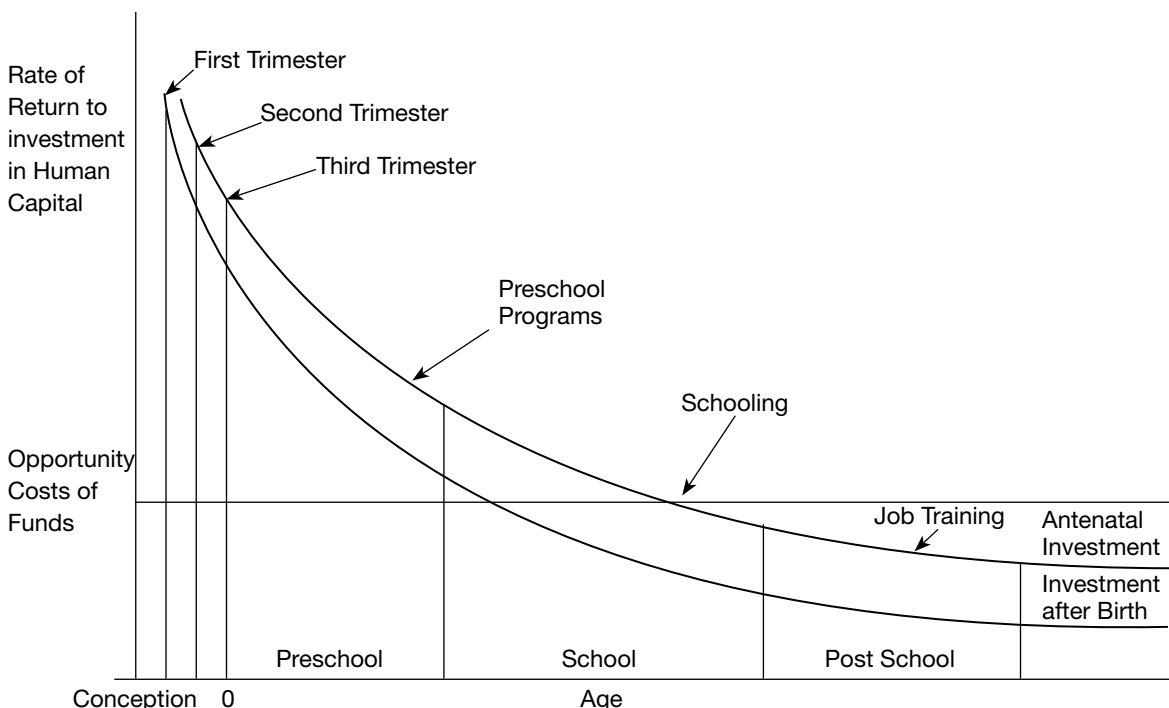 Rate of
Return to
investment
in Human
Capital
First Trimester
Second Trimester
Third Trimester
Preschool
Programs
Schooling
Opportunity
Costs of
Funds
Job Training
Antenatal
Investment
Investment
after Birth
Preschool
School
Post School
Conception
0
Age